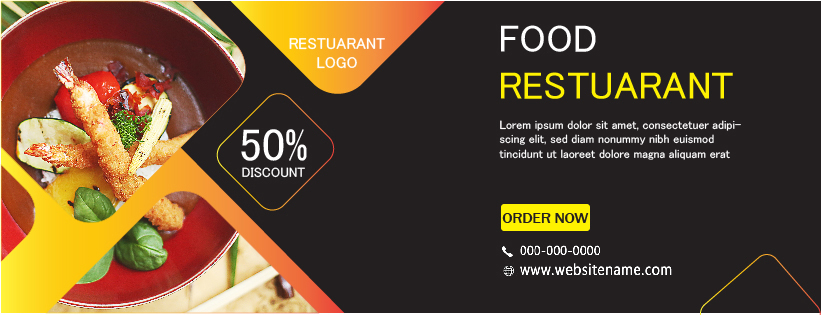 RESTUARANT
LOGO
50%
DISCOUNT
FOOD
RESTUARANT
Lorem ipsum dolor sit amet, consectetuer adipi-
scing elit, sed diam nonummy nibh euismod
tincidunt ut laoreet dolore magna aliquam erat
ORDER NOW
000-000-0000
www.websitename.com